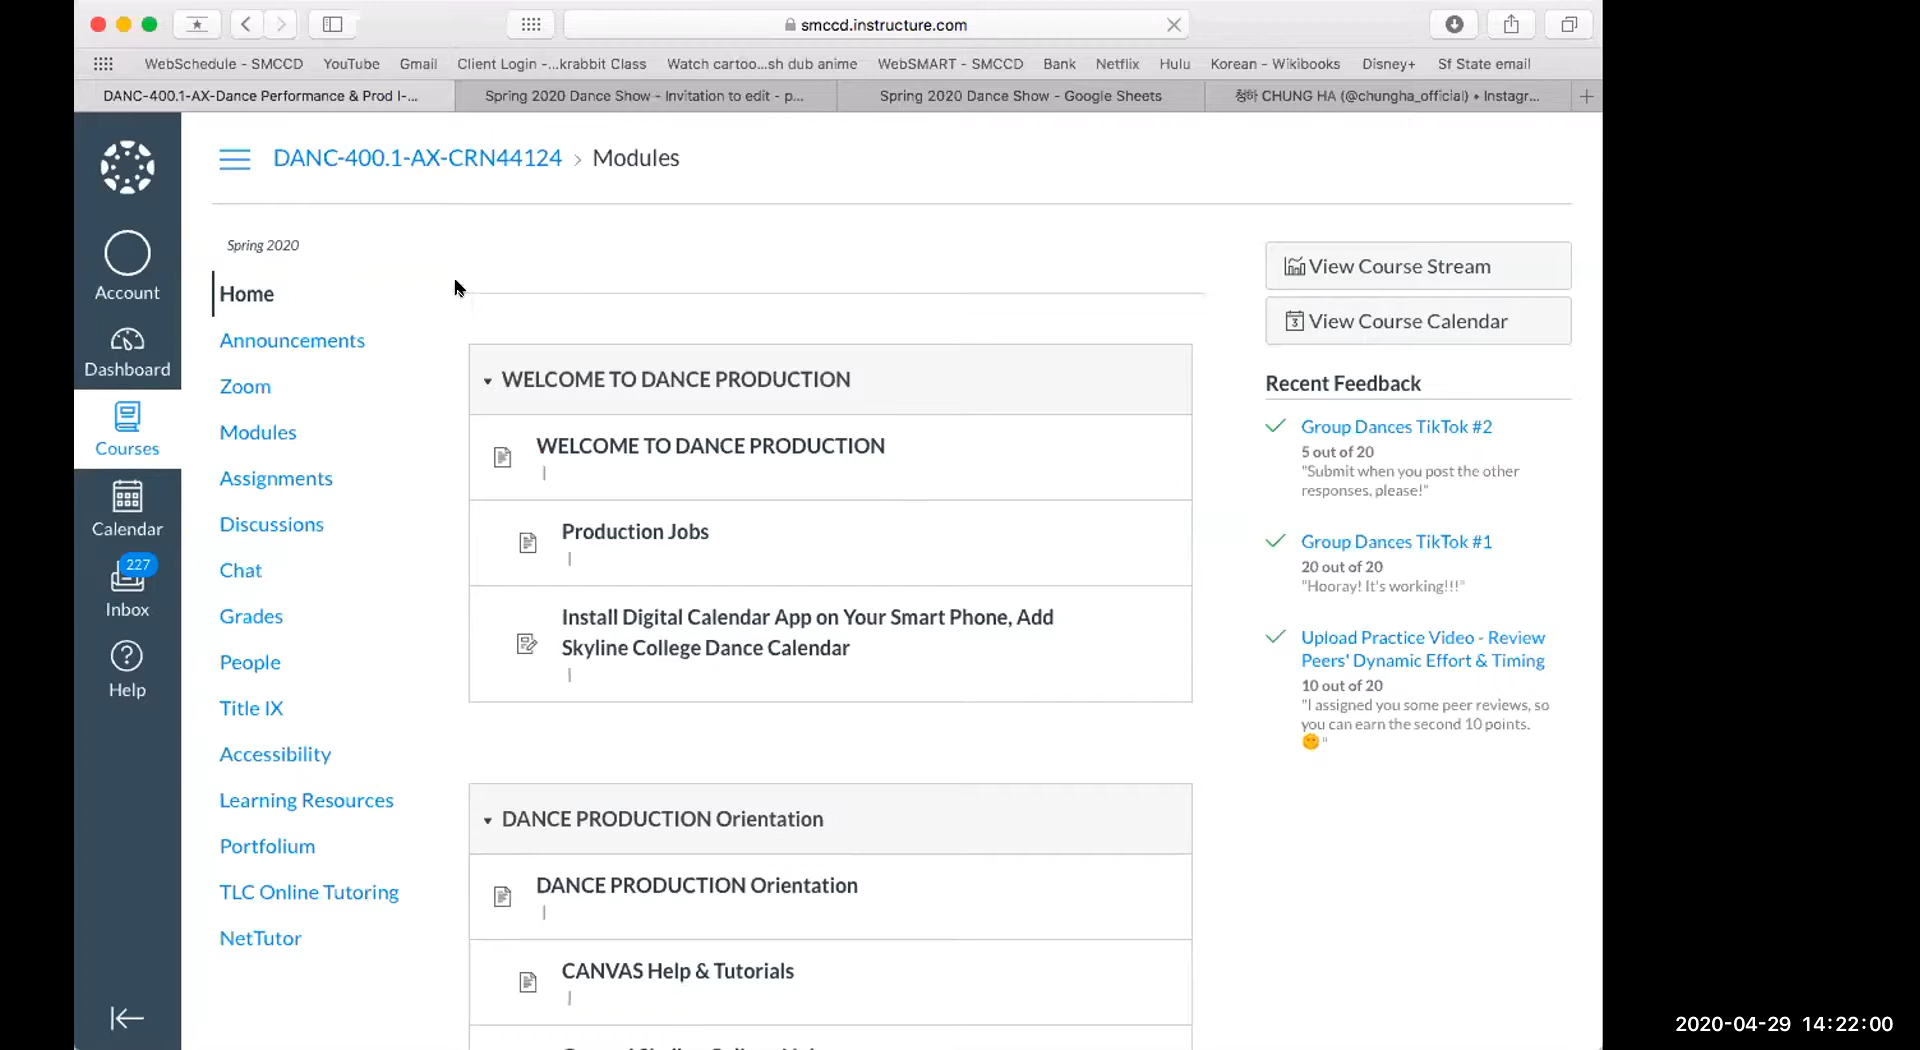 smccd.instructure.com
WebSchedule - SMCCD YouTube Gmail Client Login -...krabbit Class Watch cartoo...sh dub anime WebSMART - SMCCD Bank Netflix Hulu Korean - Wikibooks Disney+ Sf State email
DANC-400.1-AX-Dance Performance & Prod I-... Spring 2020 Dance Show - Invitation to edit - p... Spring 2020 Dance Show - Google Sheets 청하 CHUNG HA (@chungha_official) • Instagr...
DANC-400.1-AX-CRN44124 › Modules
Account
Dashboard
Courses
Calendar
227
Inbox
Help
Spring 2020
Home
Announcements
Zoom
Modules
Assignments
Discussions
Chat
Grades
People
Title IX
Accessibility
Learning Resources
Portfolium
TLC Online Tutoring
NetTutor
WELCOME TO DANCE PRODUCTION
WELCOME TO DANCE PRODUCTION
|
Production Jobs
|
Install Digital Calendar App on Your Smart Phone, Add
Skyline College Dance Calendar
|
DANCE PRODUCTION Orientation
DANCE PRODUCTION Orientation
|
CANVAS Help & Tutorials
|
View Course Stream
3 View Course Calendar
Recent Feedback
Group Dances TikTok #2
5 out of 20
"Submit when you post the other
responses, please!"
Group Dances TikTok #1
20 out of 20
"Hooray! It's working!!!"
Upload Practice Video - Review
Peers' Dynamic Effort & Timing
10 out of 20
"I assigned you some peer reviews, so
you can earn the second 10 points.
🌞"
2020-04-29 14:22:00